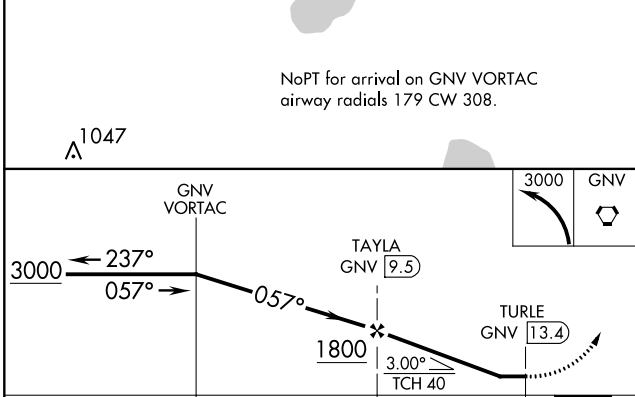 NoPT for arrival on GNV VORTAC
airway radials 179 CW 308.
1047
3000 GNV
GNV
VORTAC
3000
237°
057°
057°
TAYLA
GNV 9.5
1800
3.00°
TCH 40
TURLE
GNV 13.4